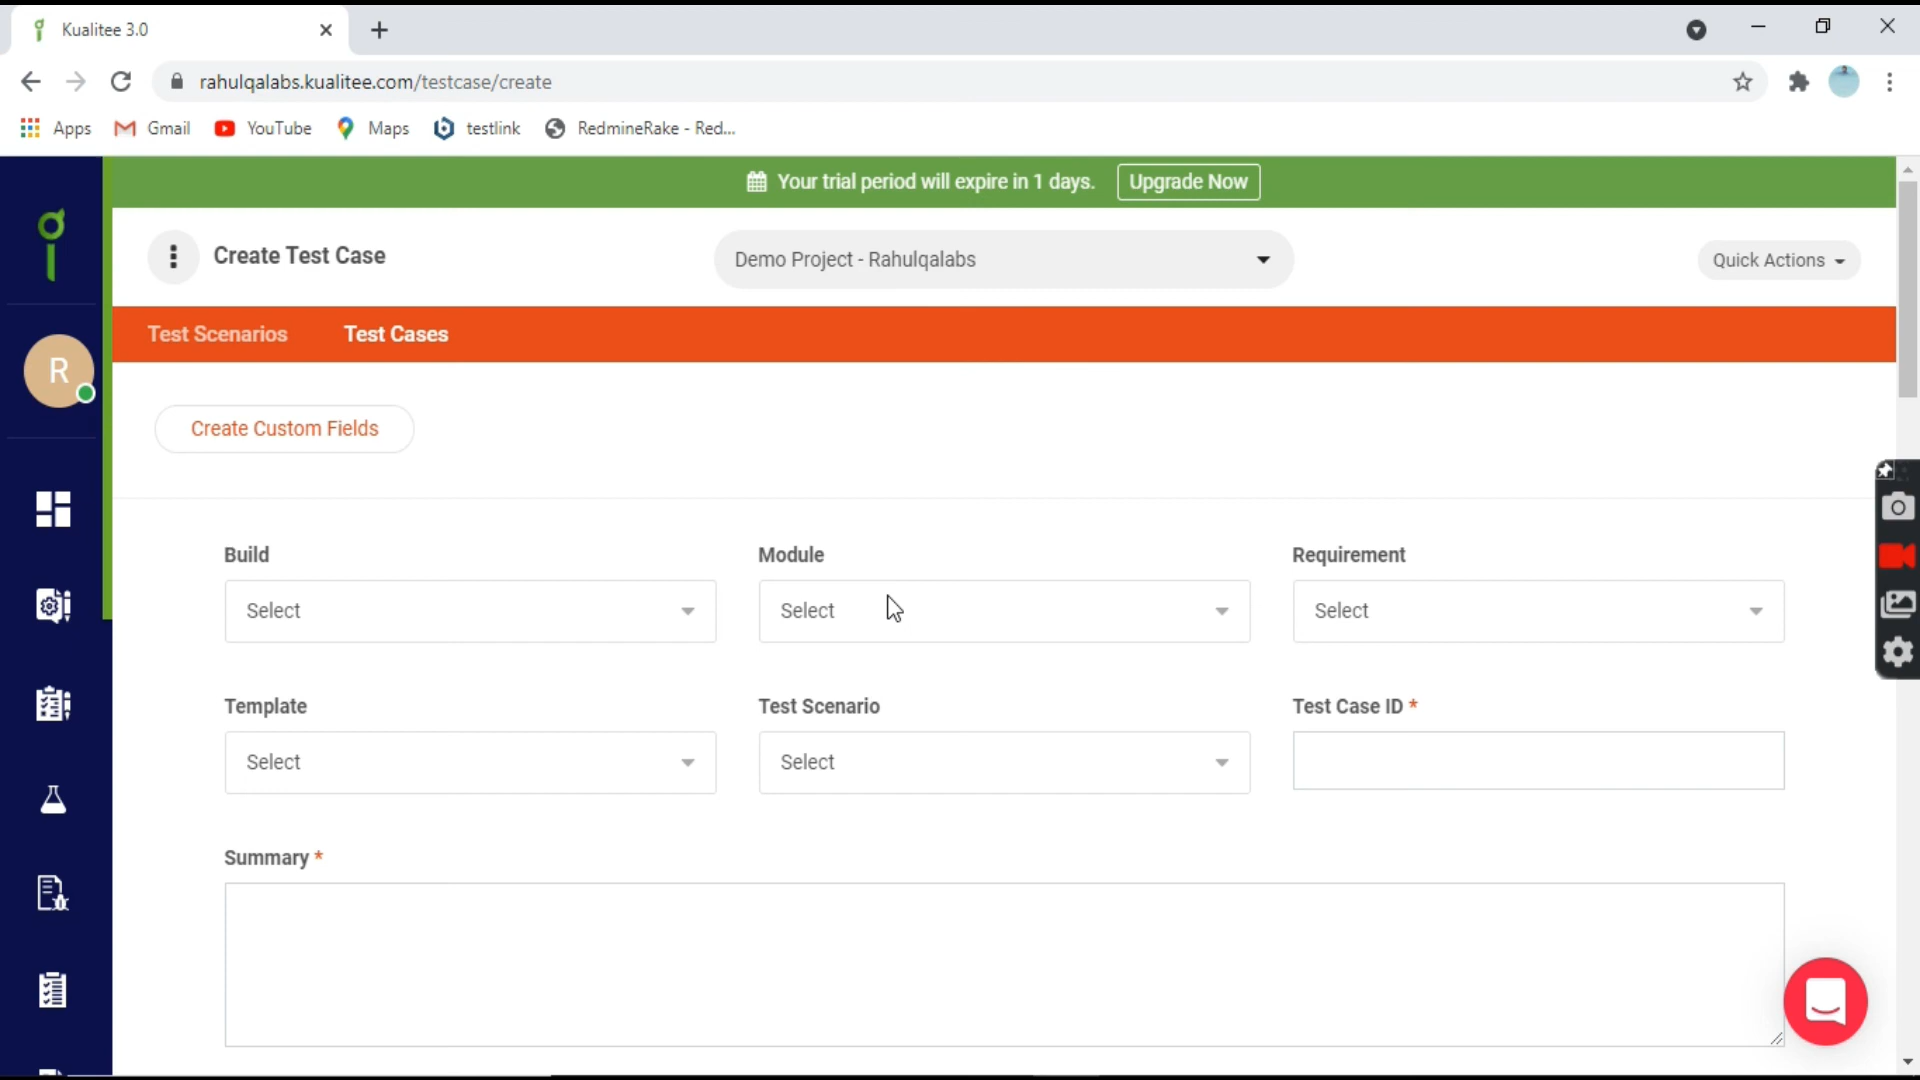 Kualitee 3.0
rahulqalabs.kualitee.com/testcase/create
Apps Gmail YouTube Maps testlink RedmineRake - Red...
Your trial period will expire in 1 days. Upgrade Now
Create Test Case Demo Project - Rahulqalabs Quick Actions
R
Test Scenarios Test Cases
Create Custom Fields
Build Module Requirement
Select Select Select
Template Test Scenario Test Case ID *
Select Select
Summary *